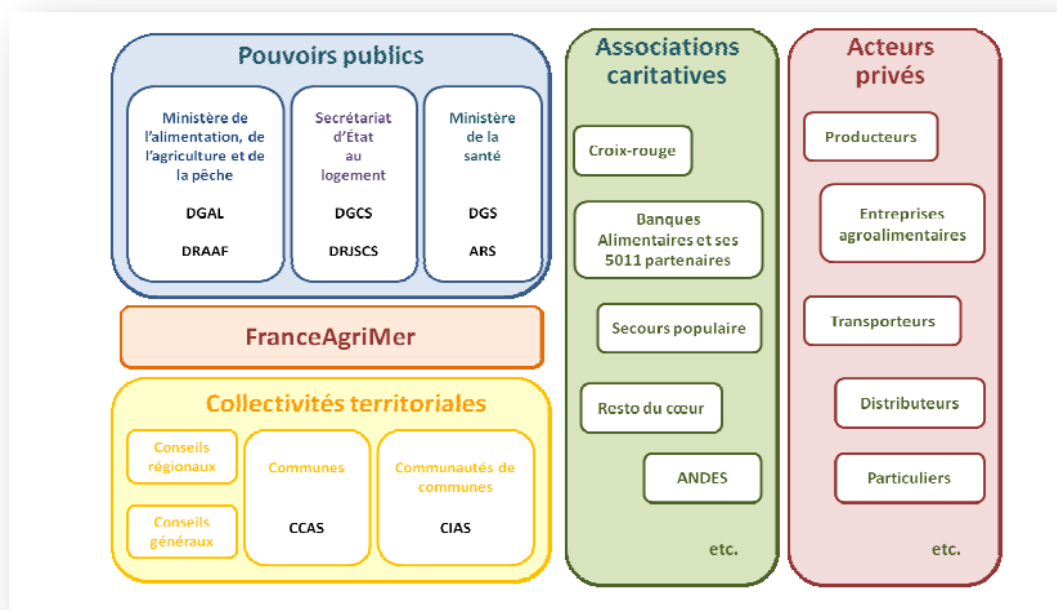 Pouvoirs publics
Ministère de
l'alimentation, de
l'agriculture et de
la pêche
DGAL
DRAAF
Secrétariat
d'État
au
logement
DGCS
DRJSCS
Ministère
de la
santé
DGS
ARS
FranceAgriMer
Collectivités territoriales
Conseils
régionaux
Conseils
généraux
Communes
CCAS
Communautés de
communes
CIAS
Associations
caritatives
Croix-rouge
Banques
Alimentaires et ses
5011 partenaires
Secours populaire
Resto du cœur
ANDES
etc.
Acteurs
privés
Producteurs
Entreprises
agroalimentaires
Transporteurs
Distributeurs
Particuliers
etc.